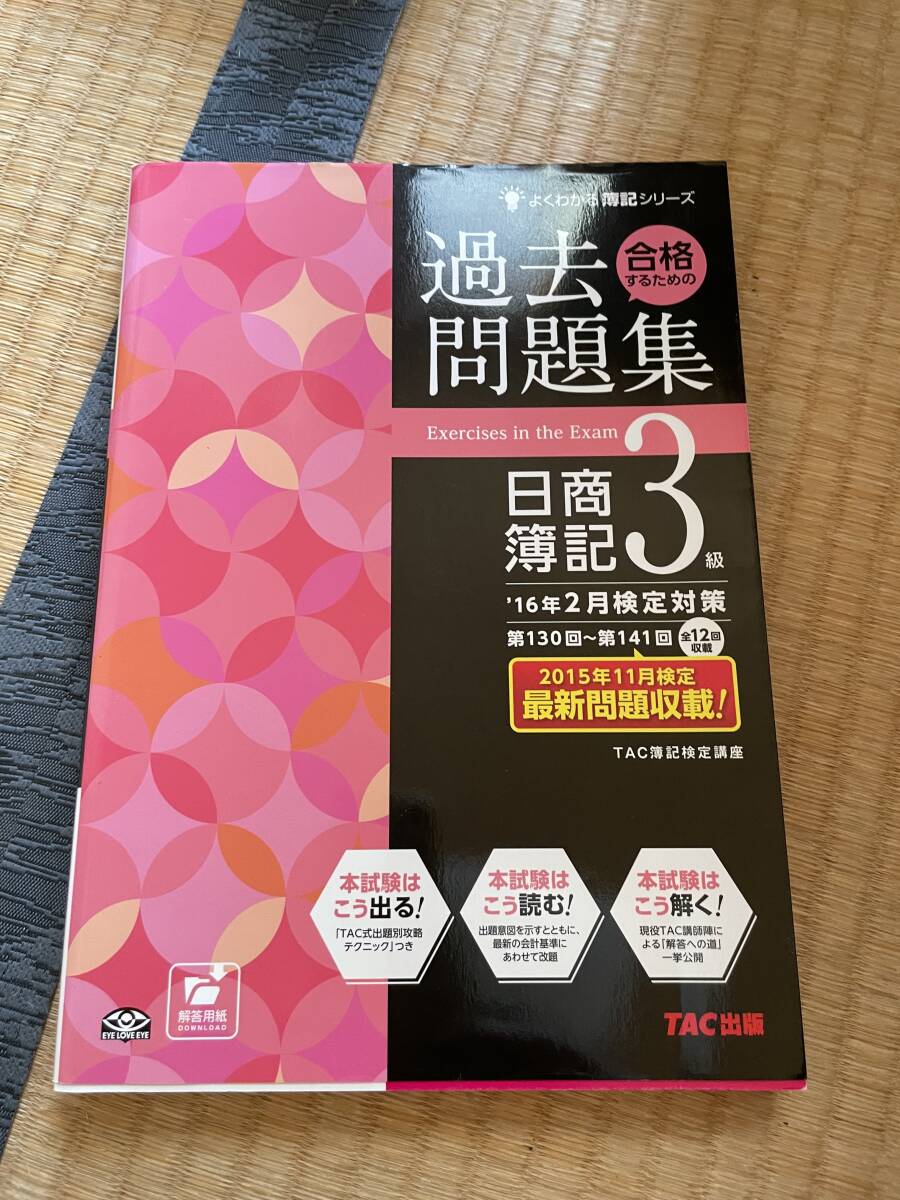 よくわかる簿記シリーズ
合格
するための
過去
問題集
Exercises in the Exam
3
日商
簿記
級
'16年2月検定対策
第130回～第141回
全12回
収載
2015年11月検定
最新問題収載!
TAC簿記検定講座
本試験は
こう出る!
「TAC式出題別攻略
テクニック」つき
本試験は
こう読む!
出題意図を示すとともに、
最新の会計基準に
あわせて改題
本試験は
こう解く!
現役TAC講師陣に
よる「解答への道」
一挙公開
EYE LOVE EYE
解答用紙
DOWNLOAD
TAC出版